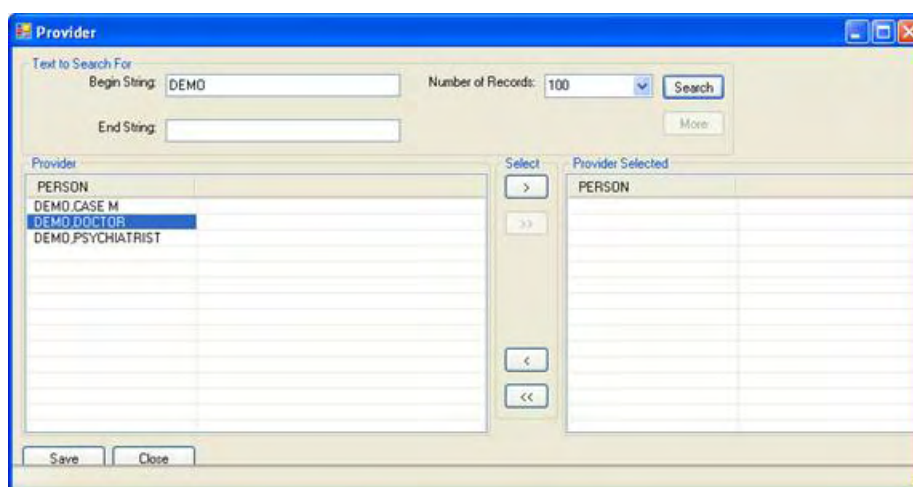 Provider
Text to Search For
Begin String: DEMO
Number of Records: 100
Search
End String:
More
Provider
Select
Provider Selected
PERSON
>
PERSON
DEMO,CASE M
DEMO,DOCTOR
>>
DEMO,PSYCHIATRIST
<
<<
Save
Close